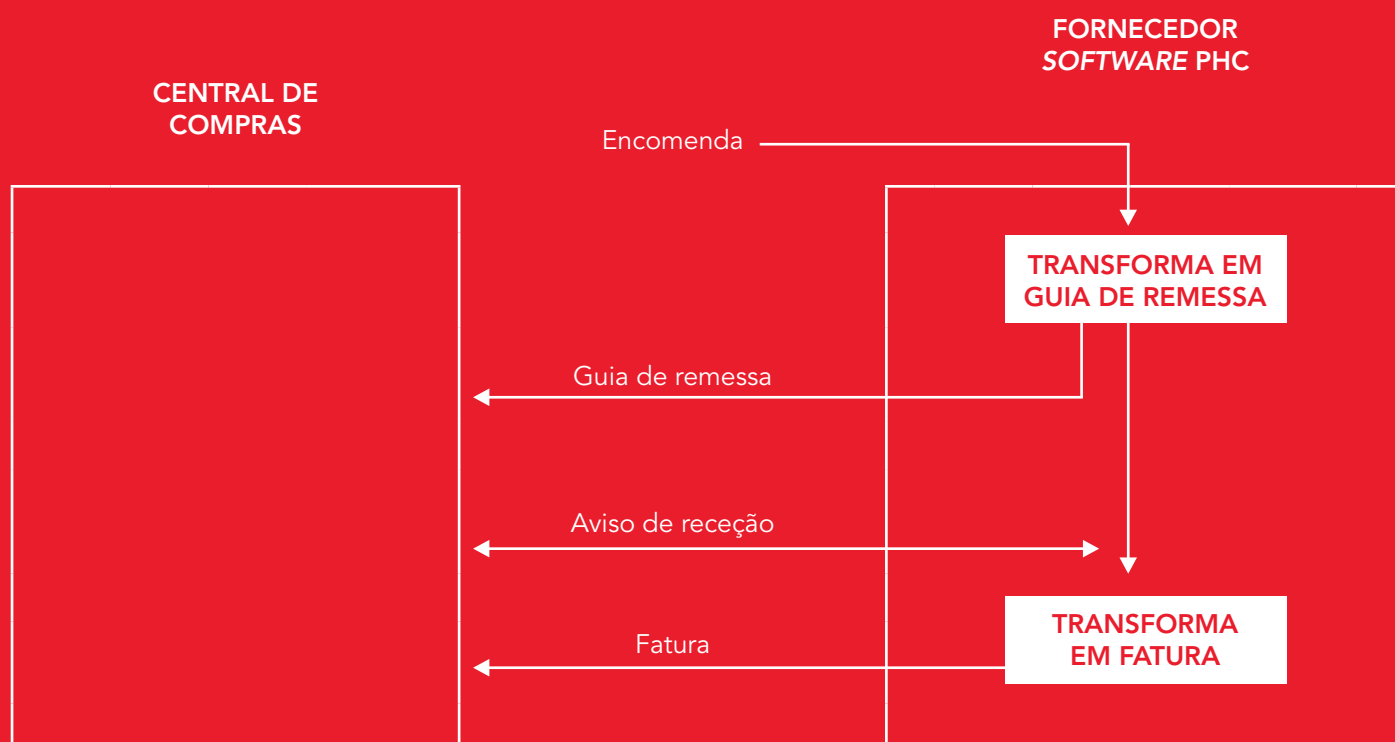 FORNECEDOR
SOFTWARE PHC
CENTRAL DE
COMPRAS
Encomenda
TRANSFORMA EM
GUIA DE REMESSA
Guia de remessa
Aviso de receção
TRANSFORMA
EM FATURA
Fatura